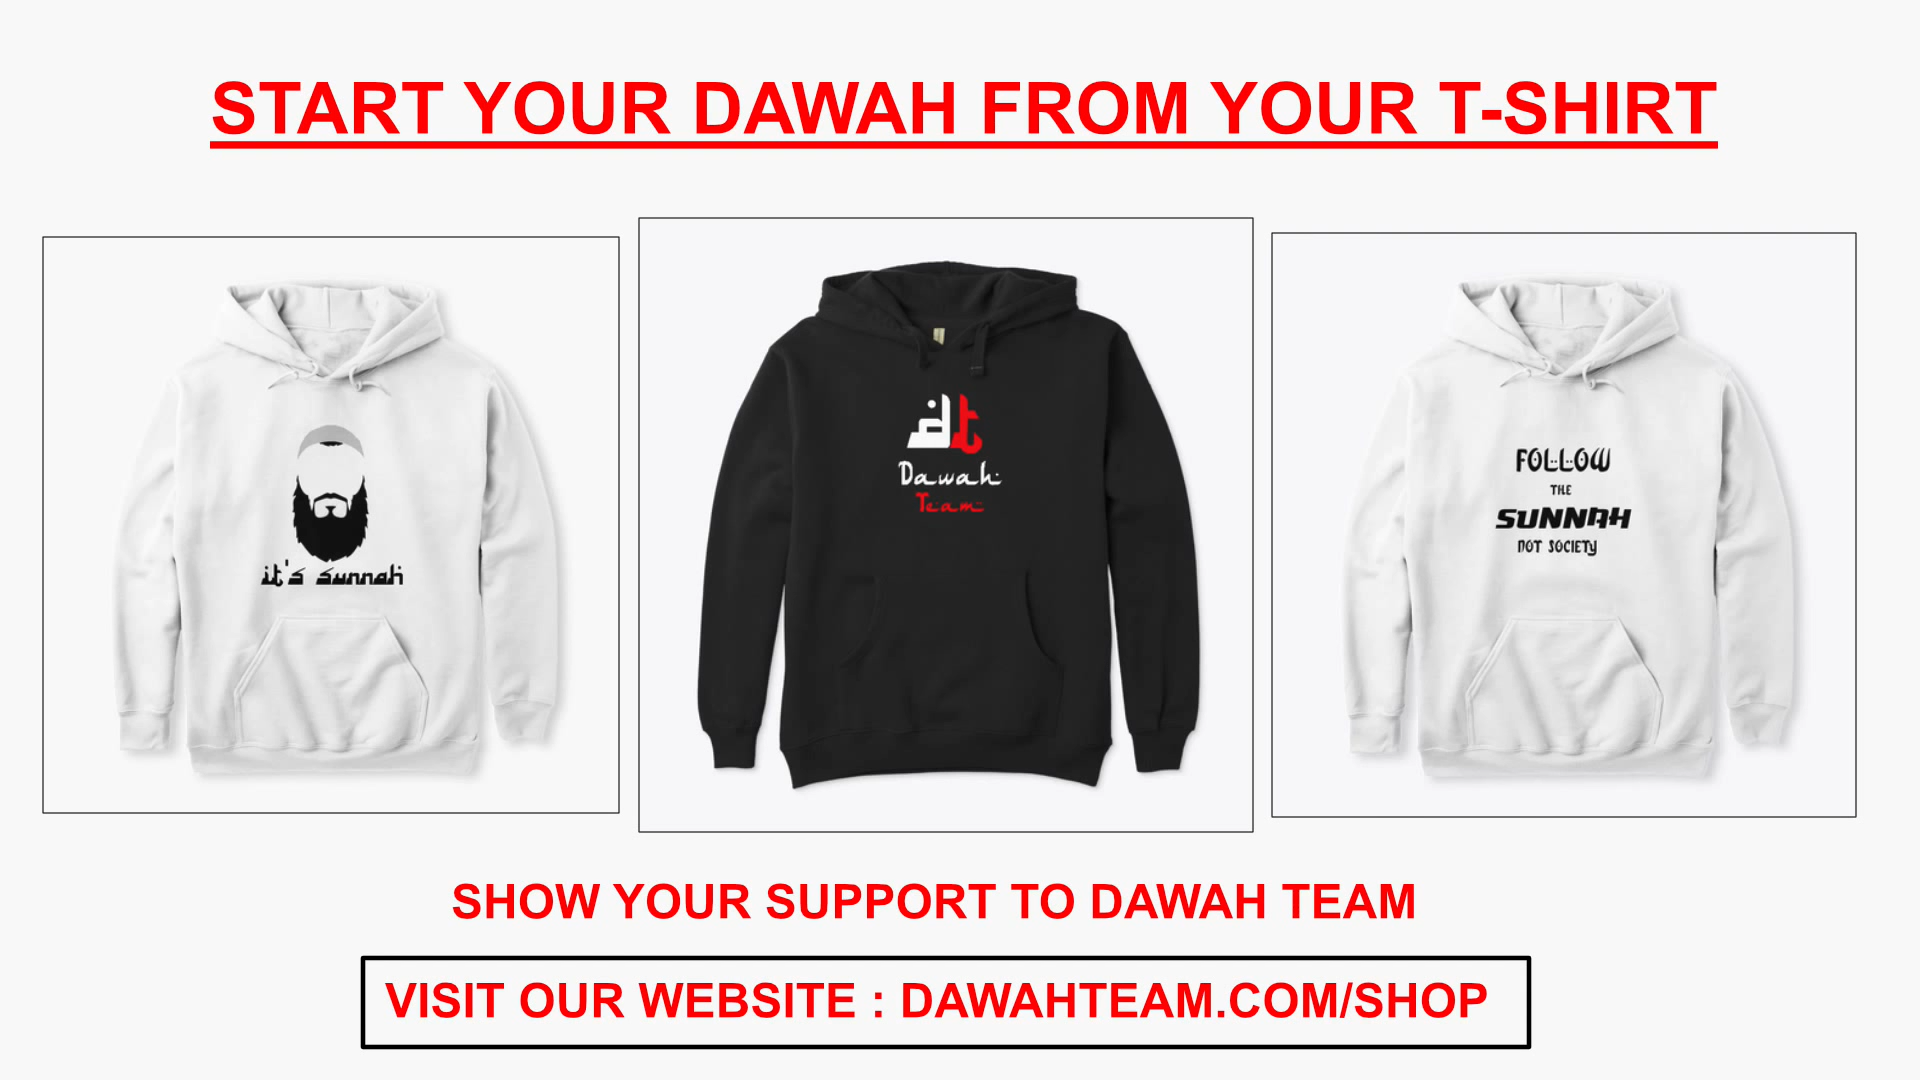 START YOUR DAWAH FROM YOUR T-SHIRT
it's sunnah
dt
Dawah
Team
FOLLOW
THE
SUNNAH
NOT SOCIETY
SHOW YOUR SUPPORT TO DAWAH TEAM
VISIT OUR WEBSITE : DAWAHTEAM.COM/SHOP